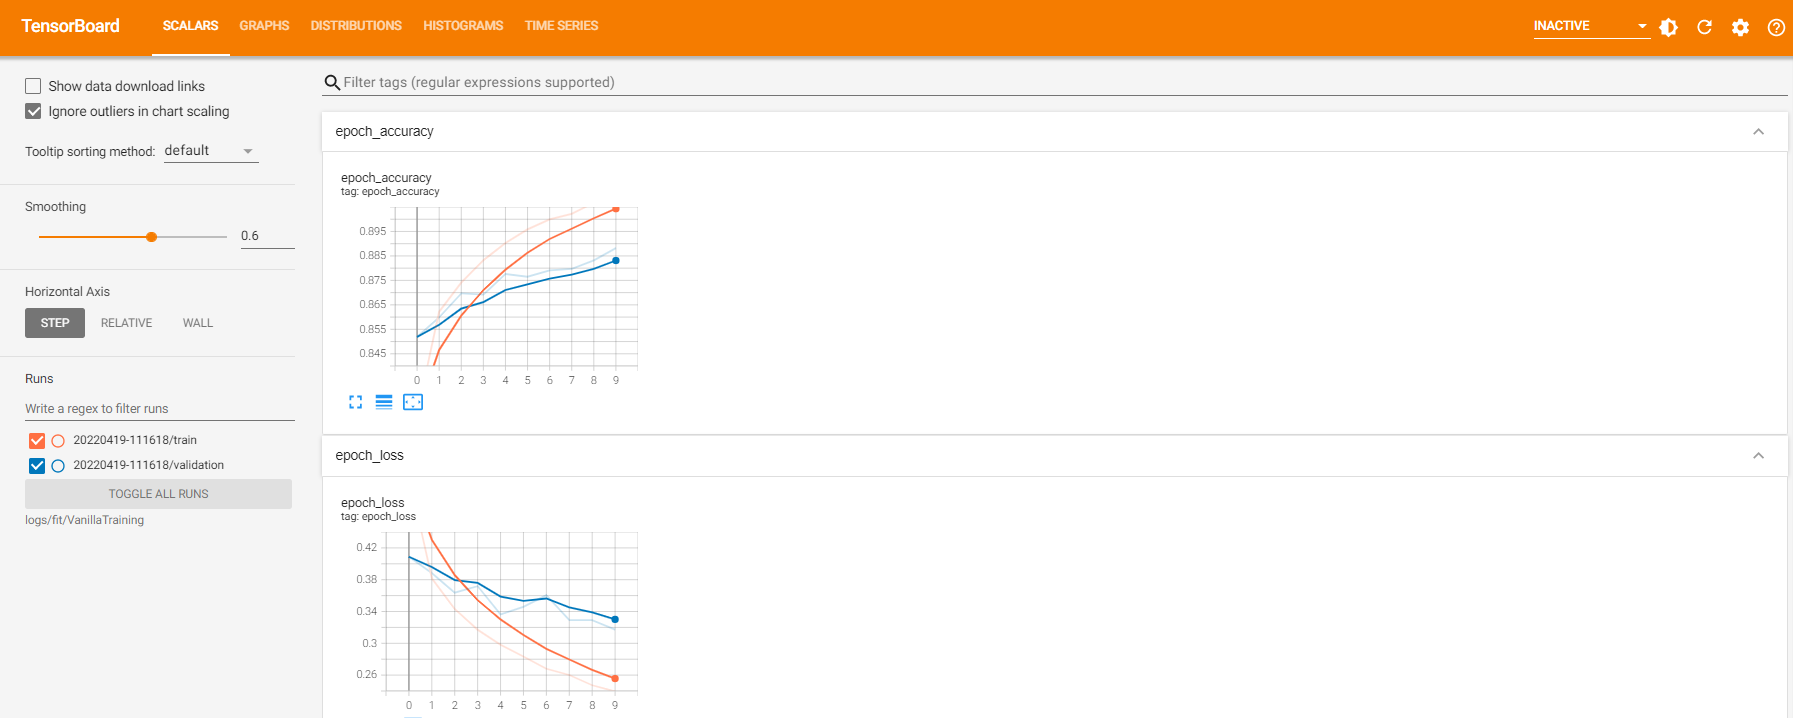 TensorBoard
SCALARS GRAPHS DISTRIBUTIONS HISTOGRAMS TIME SERIES
INACTIVE
Show data download links
Ignore outliers in chart scaling
Tooltip sorting method: default
Smoothing
0.6
Horizontal Axis
STEP RELATIVE WALL
Runs
Write a regex to filter runs
20220419-111618/train
20220419-111618/validation
TOGGLE ALL RUNS
logs/fit/VanillaTraining
Filter tags (regular expressions supported)
epoch_accuracy
epoch_accuracy
tag: epoch_accuracy
0.895
0.885
0.875
0.865
0.855
0.845
0 1 2 3 4 5 6 7 8 9
epoch_loss
epoch_loss
tag: epoch_loss
0.42
0.38
0.34
0.3
0.26
0 1 2 3 4 5 6 7 8 9